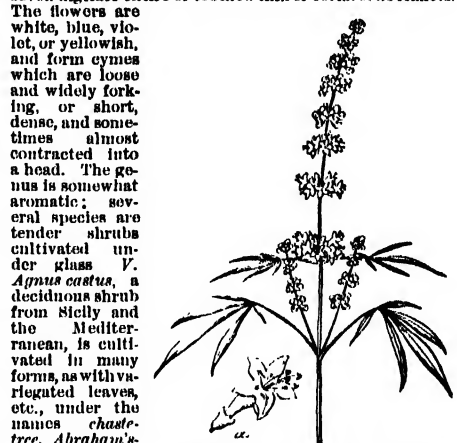 The flowers are
white, blue, vio-
let, or yellowish,
and form cymes
which are loose
and widely fork-
ing, or short,
dense, and some-
times almost
contracted into
a head. The ge-
nus is somewhat
aromatic; sev-
eral species are
tender shrubs
cultivated un-
der glass V.
Agnus castus, a
deciduous shrub
from Sicily and
the Mediter-
ranean, is culti-
vated in many
forms, as with va-
riegated leaves,
etc., under the
names chaste-
tree, Abraham's-
a.